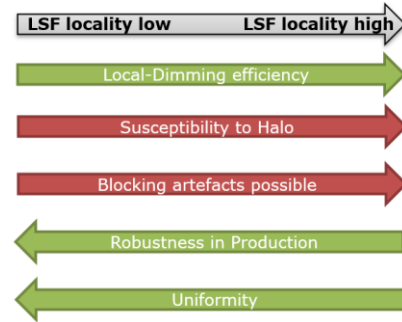 LSF locality low LSF locality high
Local-Dimming efficiency
Susceptibility to Halo
Blocking artefacts possible
Robustness in Production
Uniformity